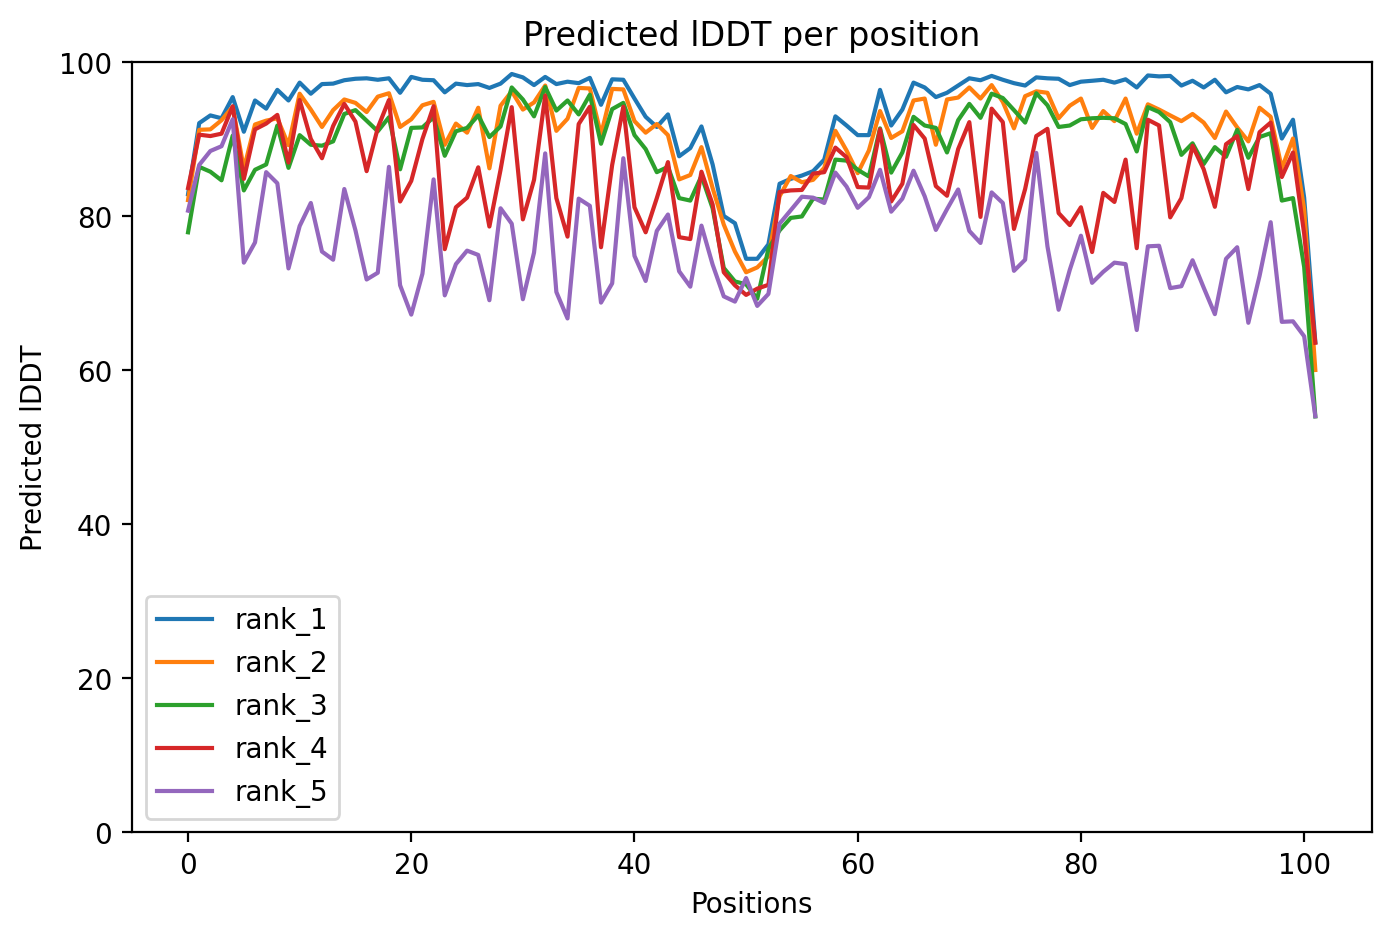 Predicted lDDT per position
100
80
60
40
20
0
Predicted lDDT
rank_1
rank_2
rank_3
rank_4
rank_5
0 20 40 60 80 100
Positions